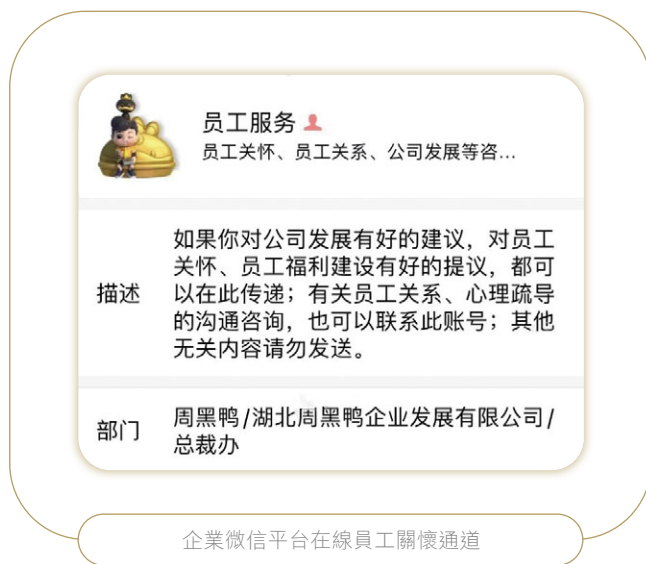 员工服务
员工关怀、员工关系、公司发展等咨...
描述
如果你对公司发展有好的建议，对员工
关怀、员工福利建设有好的提议，都可
以在此传递；有关员工关系、心理疏导
的沟通咨询，也可以联系此账号；其他
无关内容请勿发送。
部门
周黑鸭/湖北周黑鸭企业发展有限公司/
总裁办
企業微信平台在線員工關懷通道